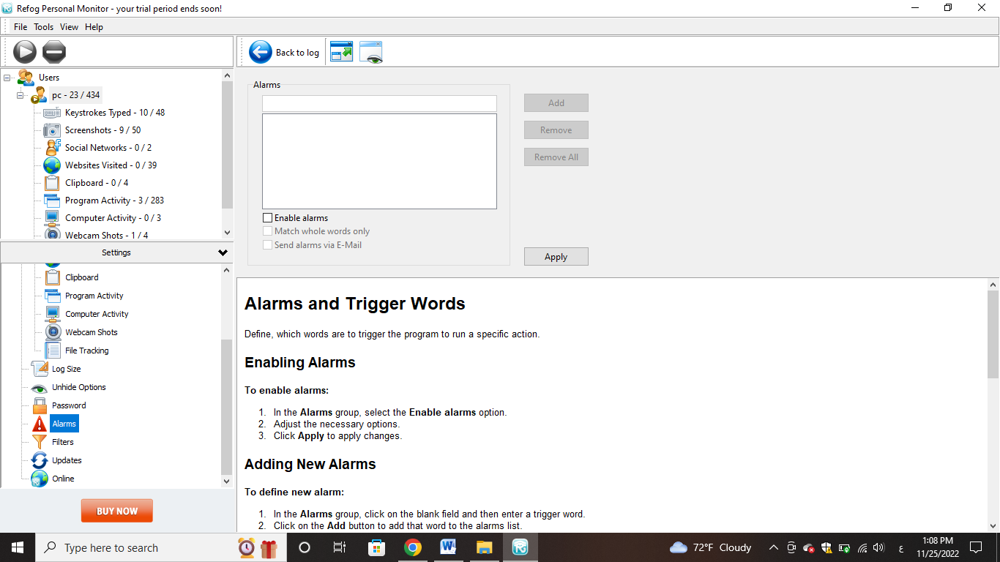 Refog Personal Monitor - your trial period ends soon!
File Tools View Help
Back to log
Users
pc - 23 / 434
Keystrokes Typed - 10 / 48
Screenshots - 9 / 50
Social Networks - 0 / 2
Websites Visited - 0 / 39
Clipboard - 0 / 4
Program Activity - 3 / 283
Computer Activity - 0 / 3
Webcam Shots - 1 / 4
Settings
Clipboard
Program Activity
Computer Activity
Webcam Shots
File Tracking
Log Size
Unhide Options
Password
Alarms
Filters
Updates
Online
BUY NOW
Alarms
Add
Remove
Remove All
Enable alarms
Match whole words only
Send alarms via E-Mail
Apply
Alarms and Trigger Words
Define, which words are to trigger the program to run a specific action.
Enabling Alarms
To enable alarms:
1. In the Alarms group, select the Enable alarms option.
2. Adjust the necessary options.
3. Click Apply to apply changes.
Adding New Alarms
To define new alarm:
1. In the Alarms group, click on the blank field and then enter a trigger word.
2. Click on the Add button to add that word to the alarms list.
Type here to search
72°F Cloudy
ع
1:08 PM
11/25/2022